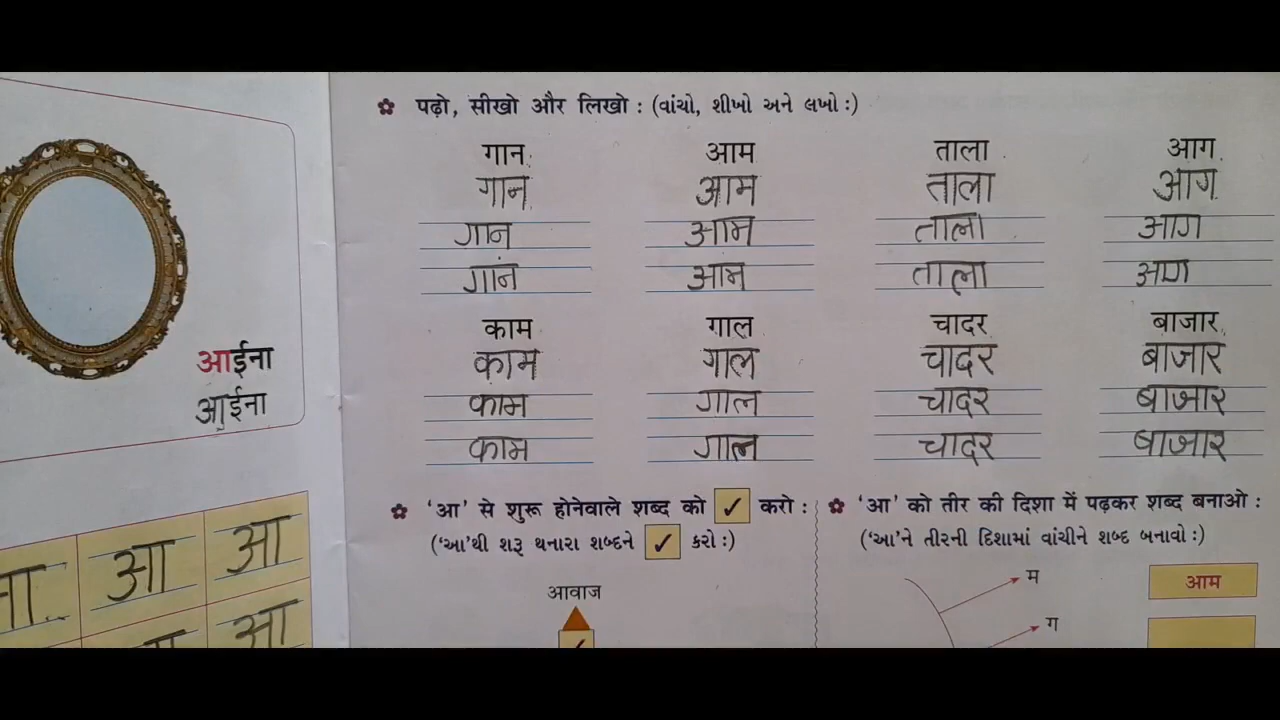 आईना
आईना
आ आ
आ
✿ पढ़ो, सीखो और लिखो : (વાંચો, શીખો અને લખો :)
गान आम ताला आग
गान आम ताला आग
गान आम ताला आग
गान आम ताला आग
काम गाल चादर बाजार
काम गाल चादर बाजार
काम गाल चादर बाजार
काम गाल चादर बाजार
✿ ‘आ’ से शुरू होनेवाले शब्द को ✓ करो :
(‘આ’થી શરૂ થનારા શબ્દને ✓ કરો :)
आवाज
✿ ‘आ’ को तीर की दिशा में पढ़कर शब्द बनाओ :
(‘આ’ને તીરની દિશામાં વાંચીને શબ્દ બનાવો :)
म आम
ग